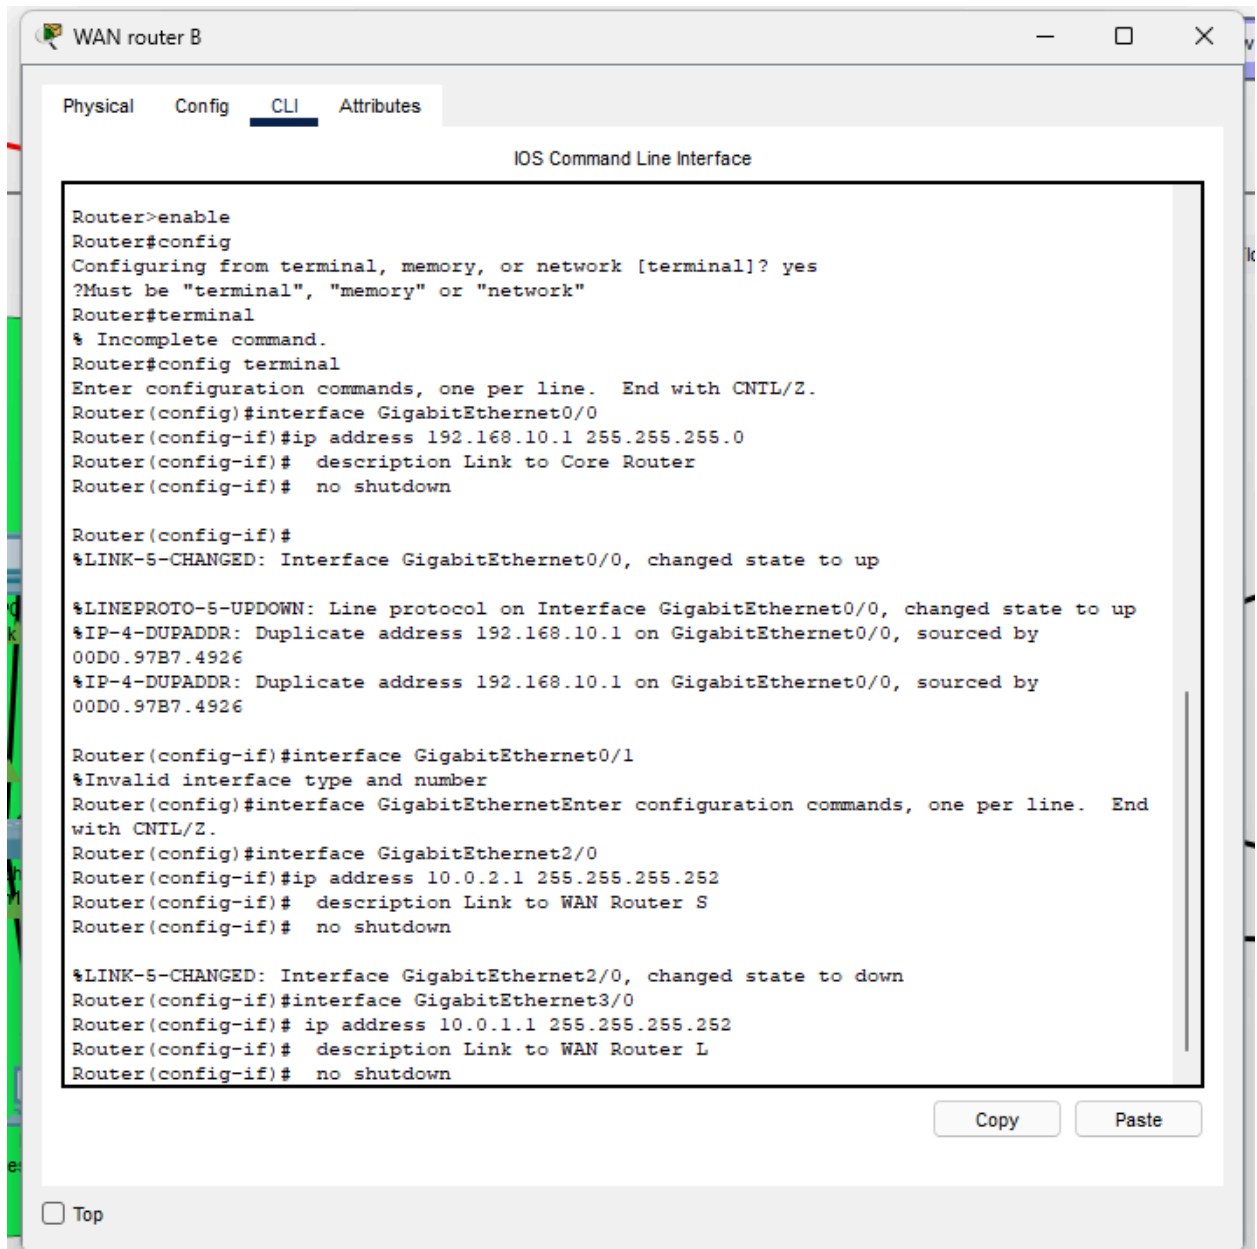 WAN router B
Physical Config CLI Attributes
IOS Command Line Interface
Router>enable
Router#config
Configuring from terminal, memory, or network [terminal]? yes
?Must be "terminal", "memory" or "network"
Router#terminal
% Incomplete command.
Router#config terminal
Enter configuration commands, one per line.  End with CNTL/Z.
Router(config)#interface GigabitEthernet0/0
Router(config-if)#ip address 192.168.10.1 255.255.255.0
Router(config-if)#  description Link to Core Router
Router(config-if)#  no shutdown
Router(config-if)#
%LINK-5-CHANGED: Interface GigabitEthernet0/0, changed state to up
%LINEPROTO-5-UPDOWN: Line protocol on Interface GigabitEthernet0/0, changed state to up
%IP-4-DUPADDR: Duplicate address 192.168.10.1 on GigabitEthernet0/0, sourced by
00D0.97B7.4926
%IP-4-DUPADDR: Duplicate address 192.168.10.1 on GigabitEthernet0/0, sourced by
00D0.97B7.4926
Router(config-if)#interface GigabitEthernet0/1
%Invalid interface type and number
Router(config)#interface GigabitEthernetEnter configuration commands, one per line.  End
with CNTL/Z.
Router(config)#interface GigabitEthernet2/0
Router(config-if)#ip address 10.0.2.1 255.255.255.252
Router(config-if)#  description Link to WAN Router S
Router(config-if)#  no shutdown
%LINK-5-CHANGED: Interface GigabitEthernet2/0, changed state to down
Router(config-if)#interface GigabitEthernet3/0
Router(config-if)# ip address 10.0.1.1 255.255.255.252
Router(config-if)#  description Link to WAN Router L
Router(config-if)#  no shutdown
Copy Paste
Top